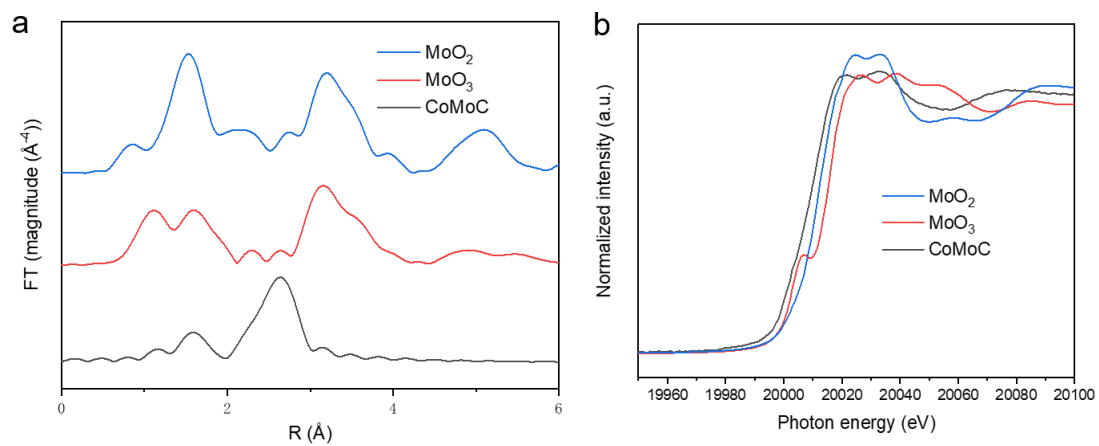 a
MoO₂
MoO₃
CoMoC
FT (magnitude (Å⁻⁴))
0 2 4 6
R (Å)
b
MoO₂
MoO₃
CoMoC
Normalized intensity (a.u.)
19960 19980 20000 20020 20040 20060 20080 20100
Photon energy (eV)